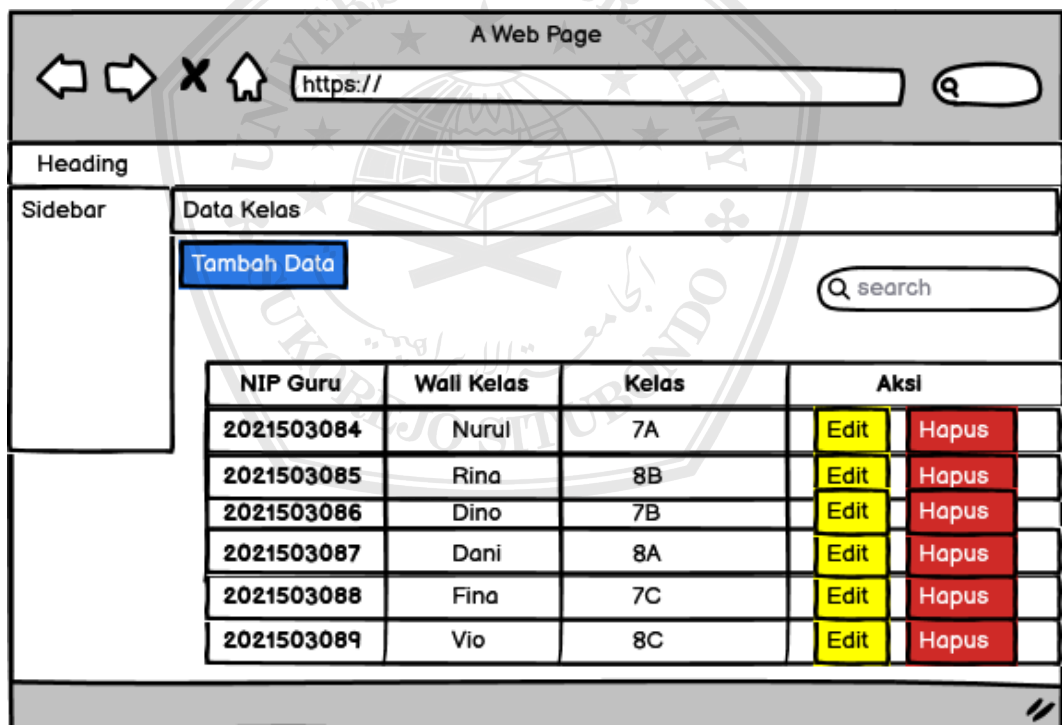 A Web Page
https://
Heading
Sidebar
Data Kelas
Tambah Data
search
NIP Guru Wali Kelas Kelas Aksi
2021503084 Nurul 7A Edit Hapus
2021503085 Rina 8B Edit Hapus
2021503086 Dino 7B Edit Hapus
2021503087 Dani 8A Edit Hapus
2021503088 Fina 7C Edit Hapus
2021503089 Vio 8C Edit Hapus
SUKOREJO SITUBONDO